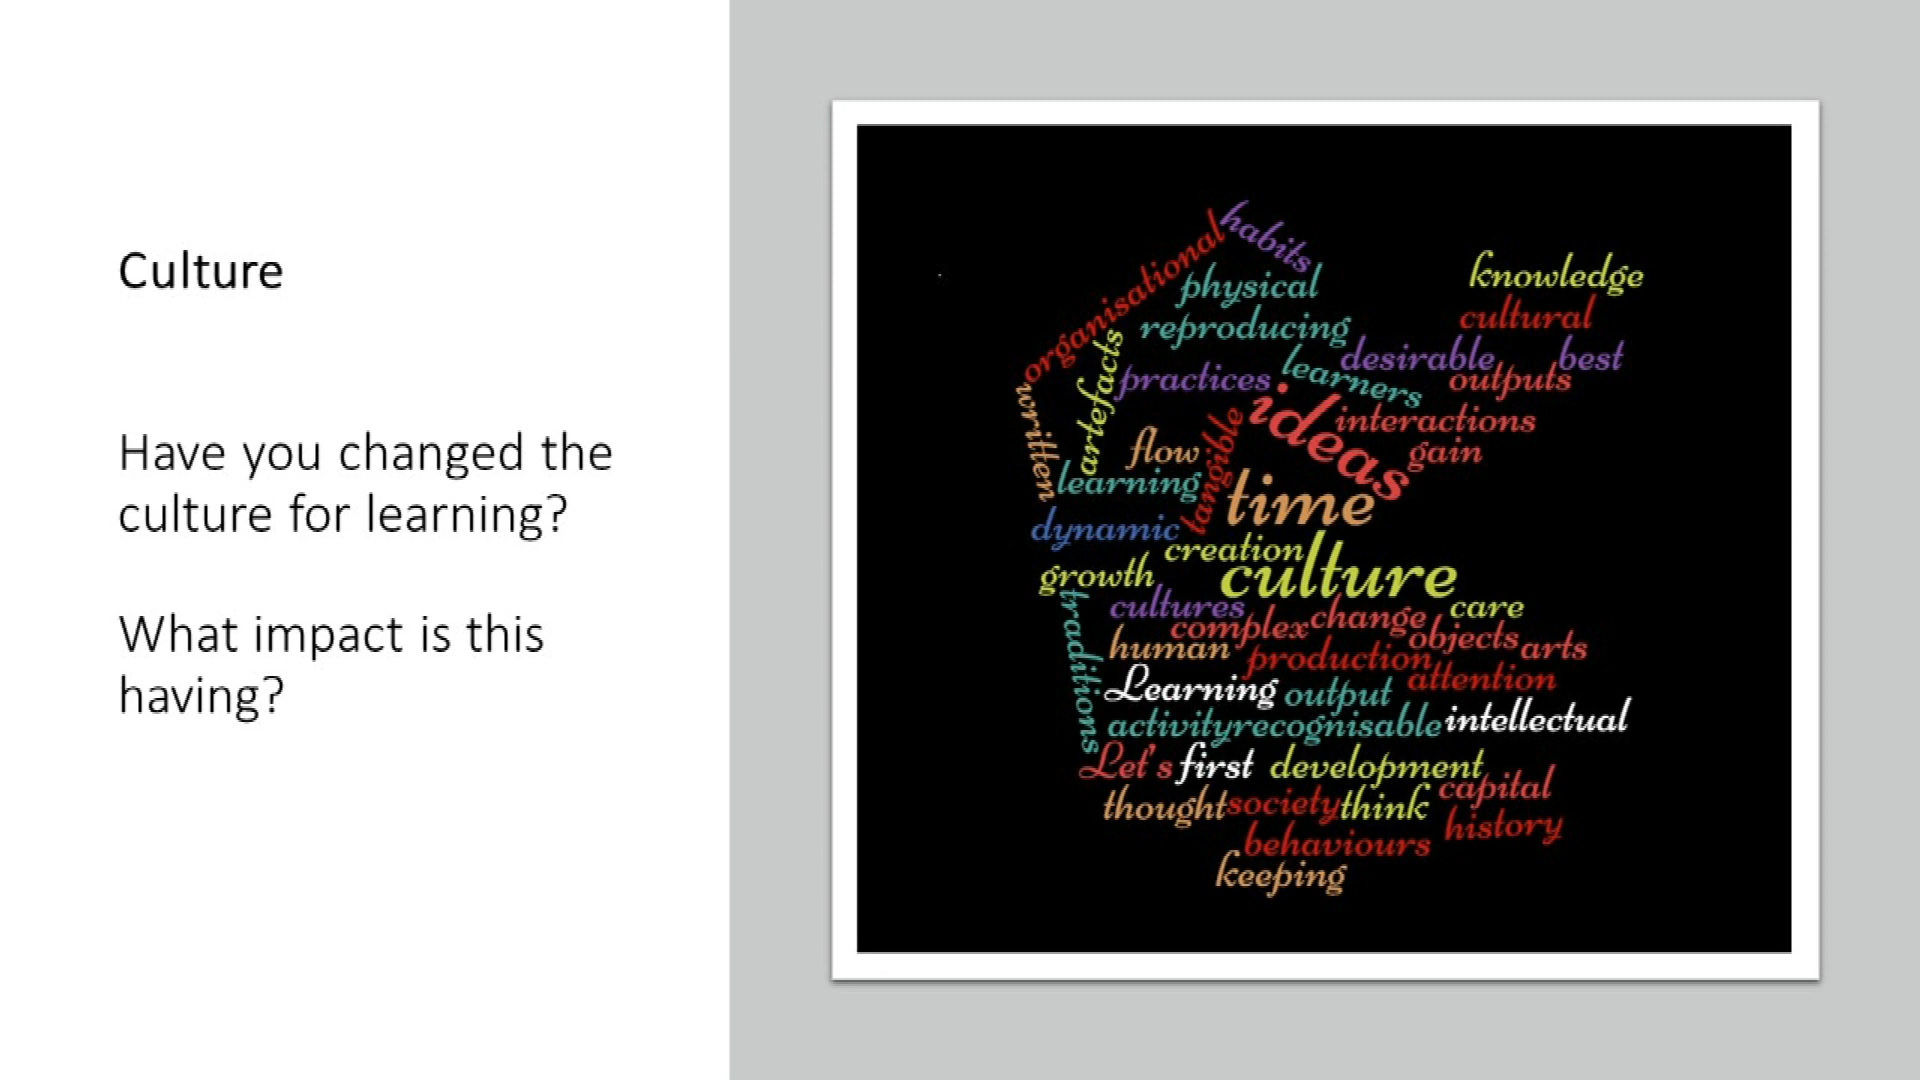 Culture
Have you changed the
culture for learning?
What impact is this
having?
habits
organisational
physical
knowledge
reproducing
cultural
artefacts
practices
learners
desirable
best
outputs
written
ideas
interactions
flow
tangible
gain
learning
time
dynamic
creation
growth
culture
traditions
cultures
complex
change
care
human
production
objects
arts
Learning
output
attention
activity
recognisable
intellectual
Let's
first
development
capital
thought
society
think
history
behaviours
keeping